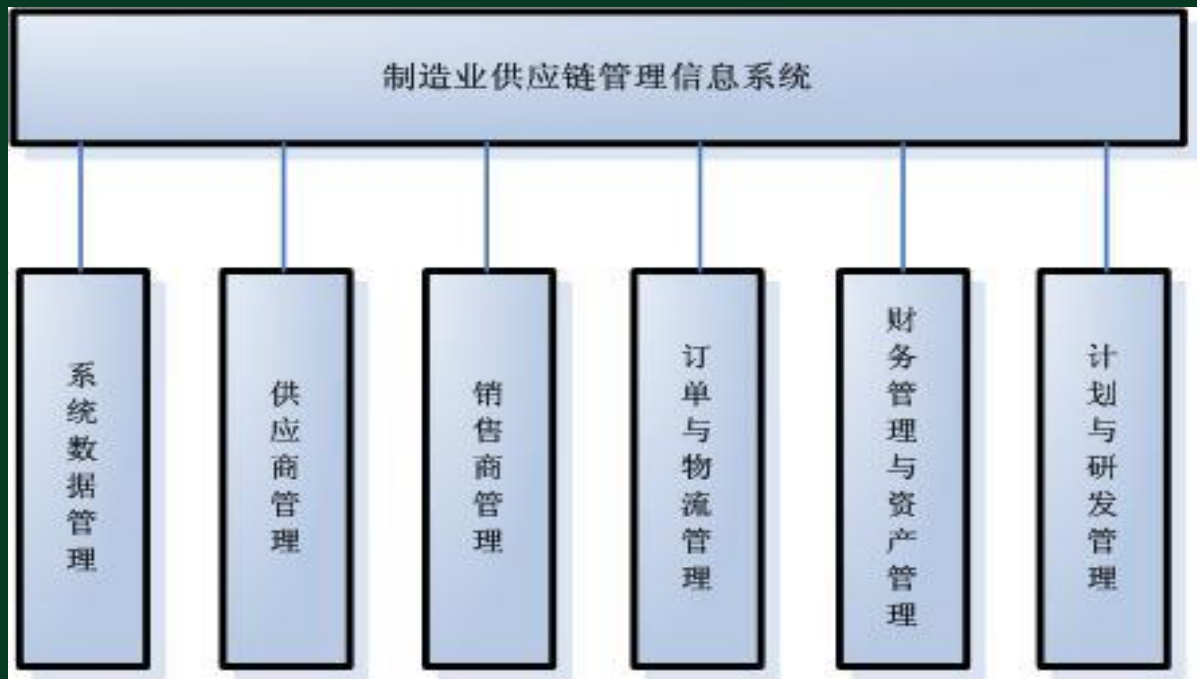 制造业供应链管理信息系统
系统数据管理
供应商管理
销售商管理
订单与物流管理
财务管理与资产管理
计划与研发管理